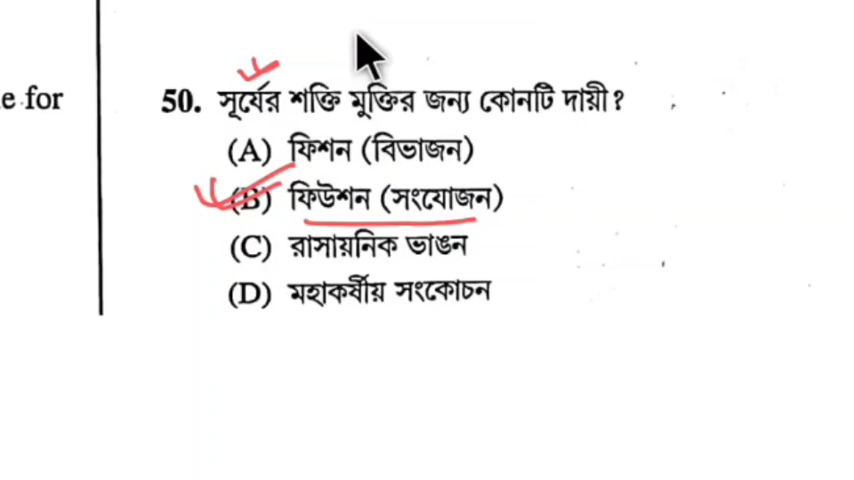 e for
50. সূর্যের শক্তি মুক্তির জন্য কোনটি দায়ী?
(A) ফিশন (বিভাজন)
(B) ফিউশন (সংযোজন)
(C) রাসায়নিক ভাঙন
(D) মহাকর্ষীয় সংকোচন